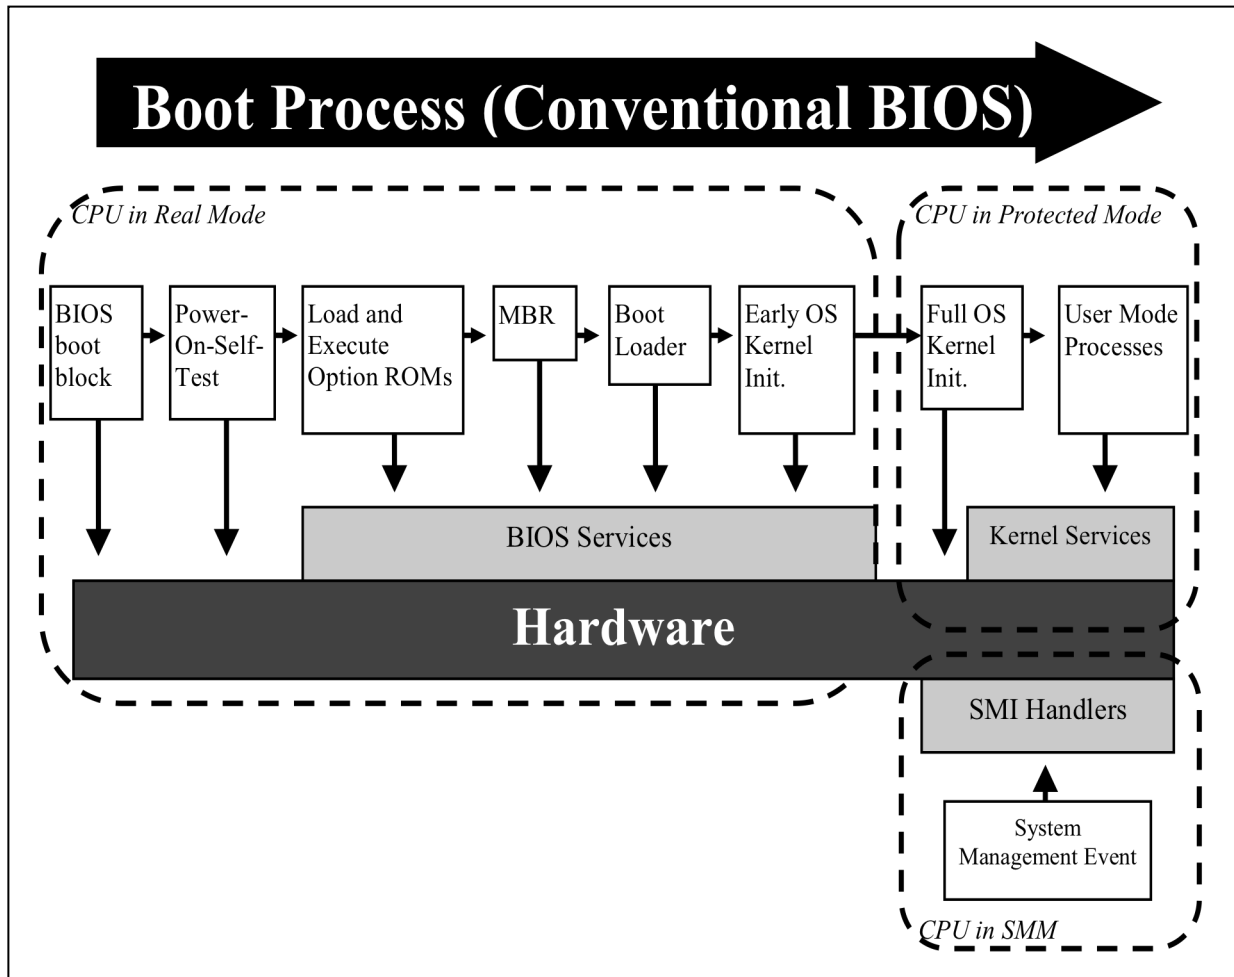 Boot Process (Conventional BIOS)
CPU in Real Mode
CPU in Protected Mode
BIOS
boot
block
Power-
On-Self-
Test
Load and
Execute
Option ROMs
MBR
Boot
Loader
Early OS
Kernel
Init.
Full OS
Kernel
Init.
User Mode
Processes
BIOS Services
Kernel Services
Hardware
SMI Handlers
System
Management Event
CPU in SMM